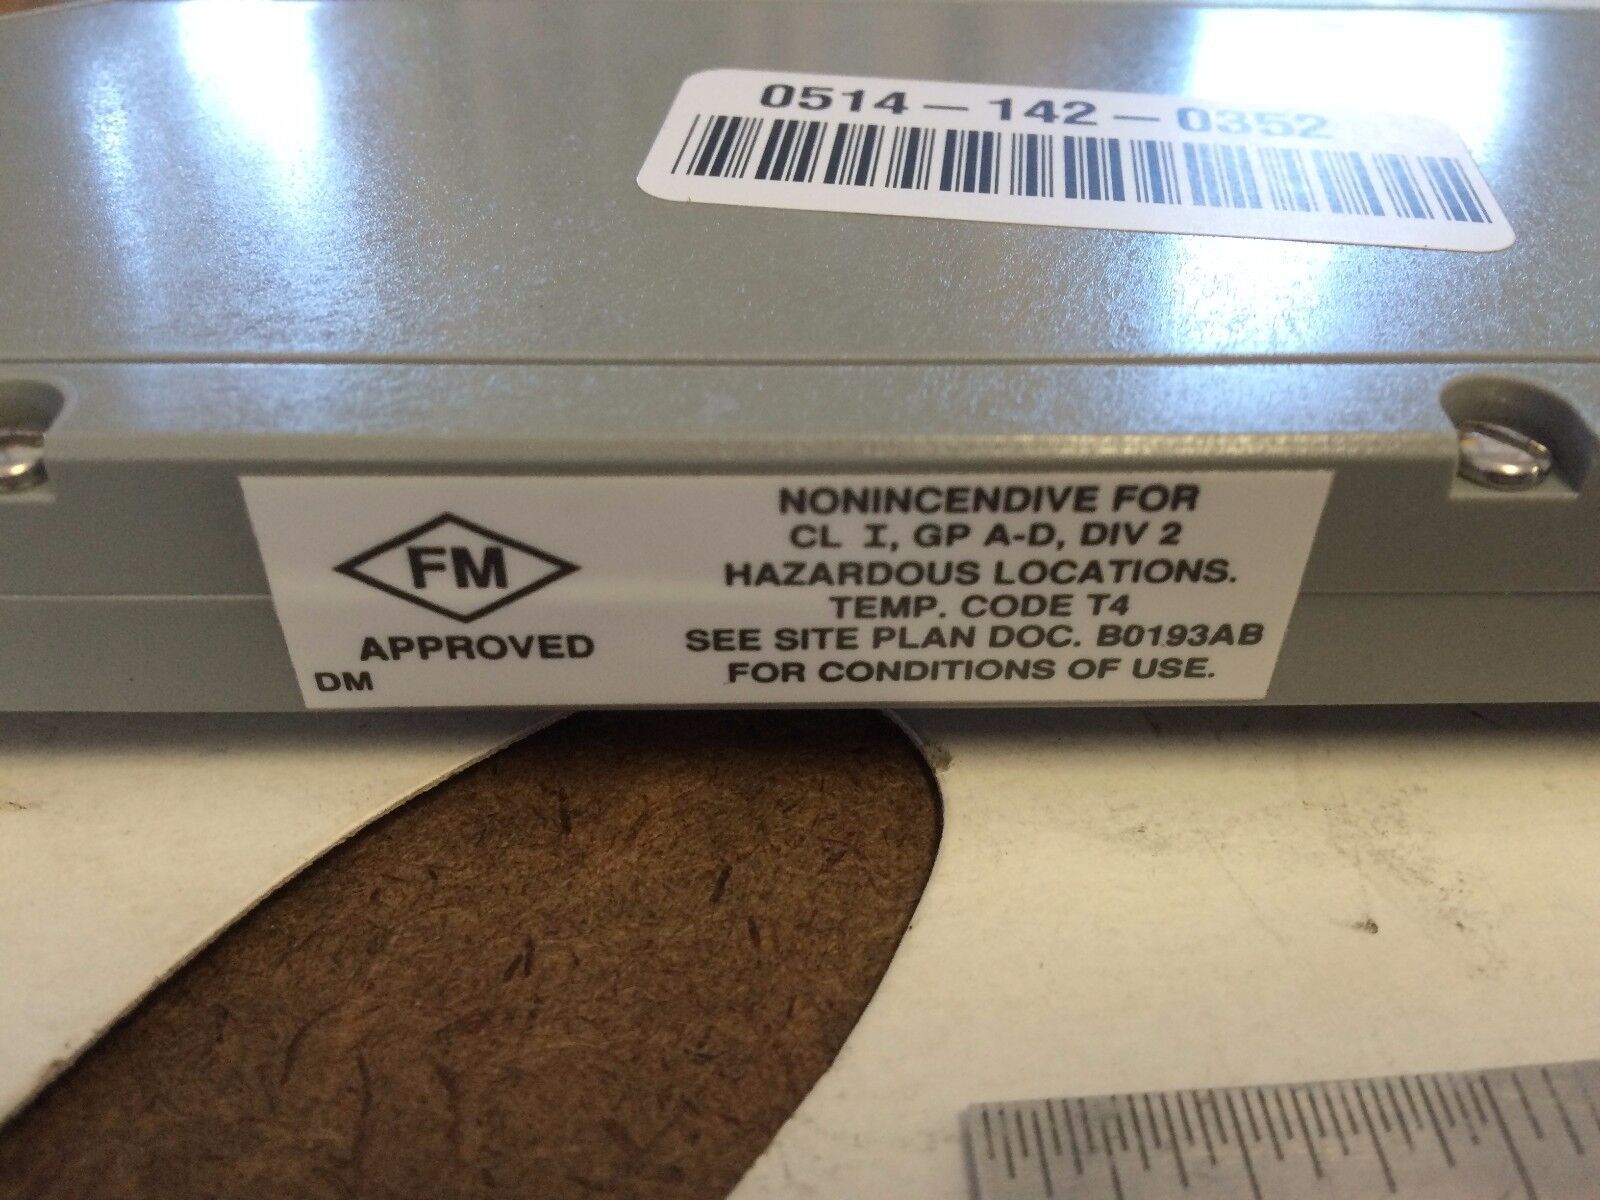 0514-142-0352
FM
APPROVED
DM
NONINCENDIVE FOR
CL I, GP A-D, DIV 2
HAZARDOUS LOCATIONS.
TEMP. CODE T4
SEE SITE PLAN DOC. B0193AB
FOR CONDITIONS OF USE.